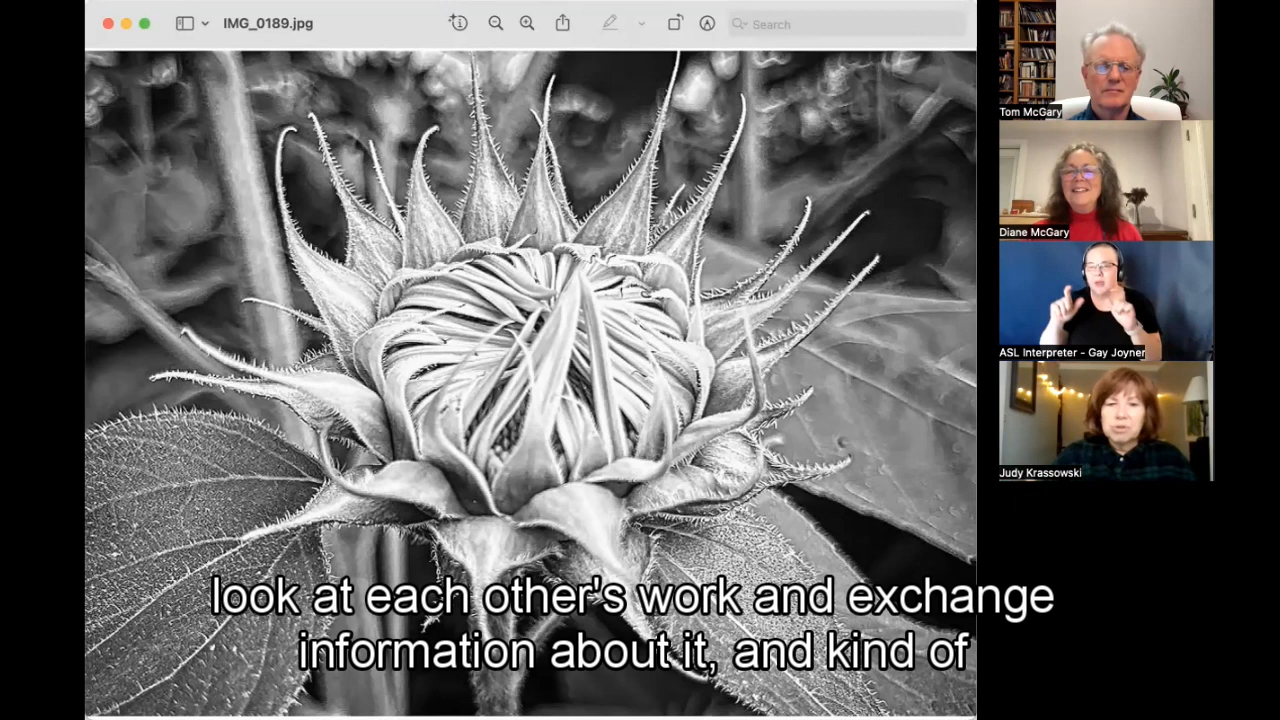 IMG_0189.jpg
Search
Tom McGary
Diane McGary
ASL Interpreter - Gay Joyner
Judy Krassowski
look at each other's work and exchange
information about it, and kind of